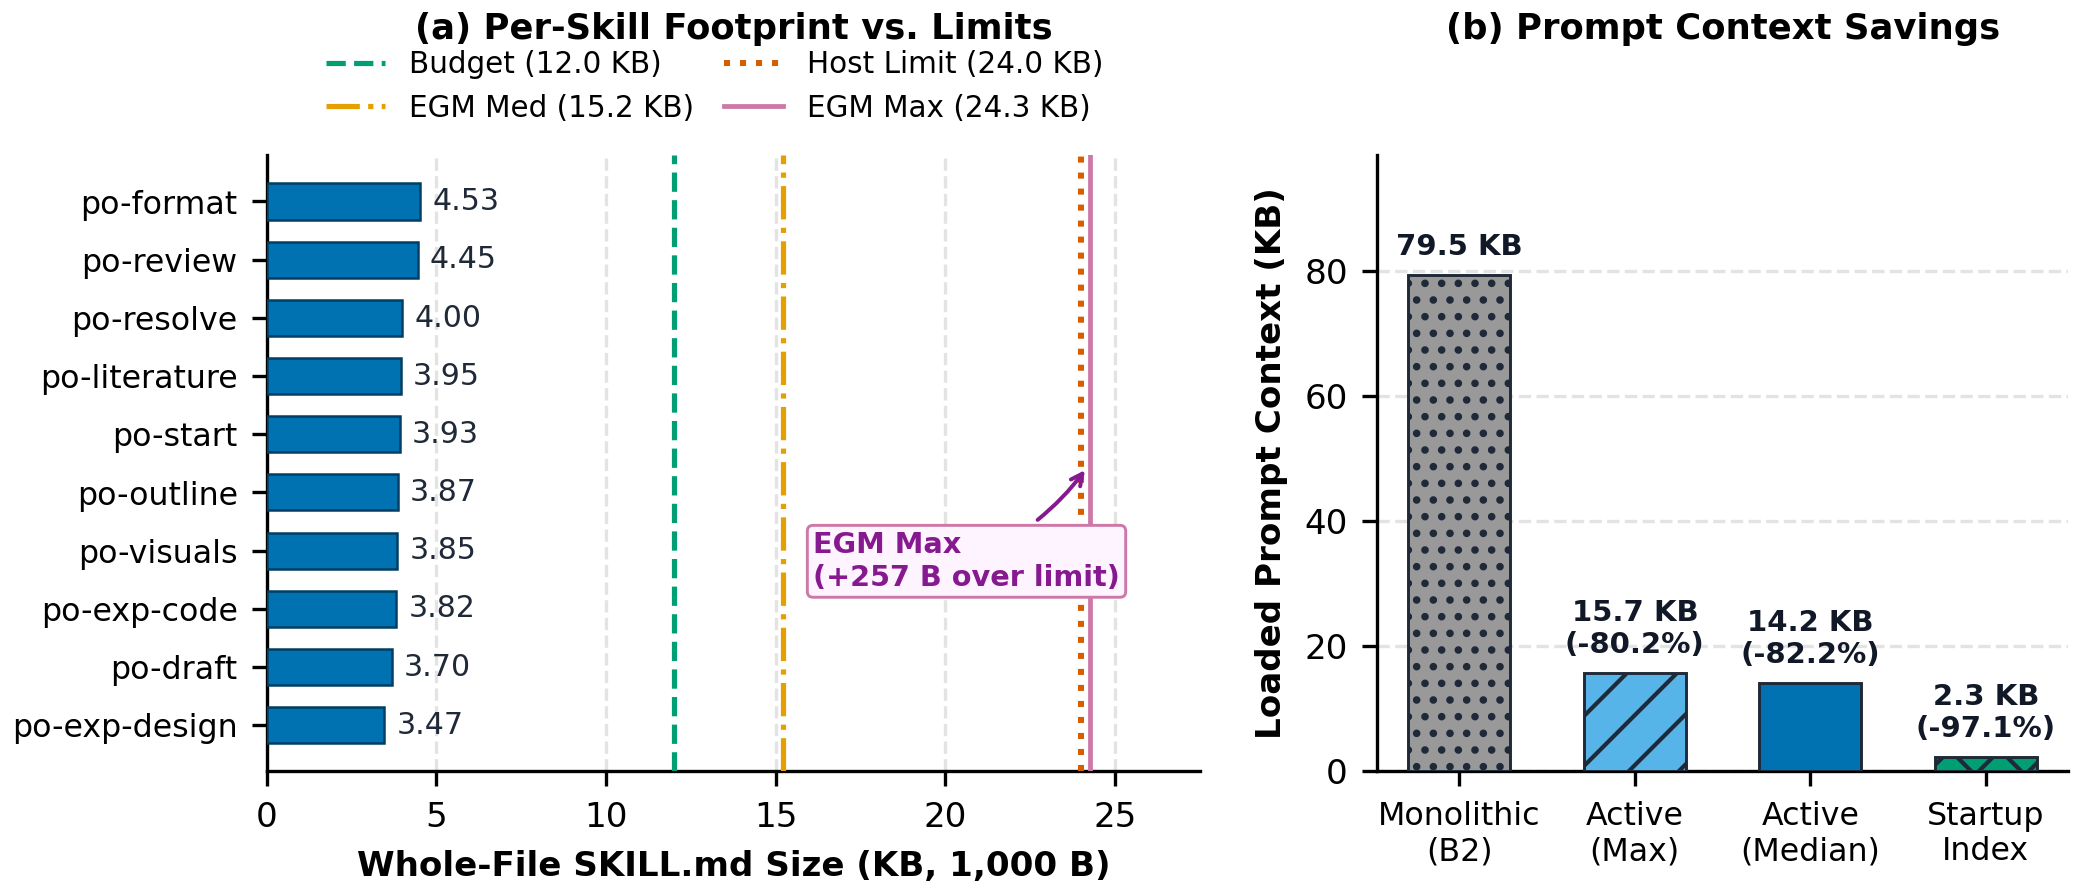 (a) Per-Skill Footprint vs. Limits
Budget (12.0 KB)
Host Limit (24.0 KB)
EGM Med (15.2 KB)
EGM Max (24.3 KB)
po-format
4.53
po-review
4.45
po-resolve
4.00
po-literature
3.95
po-start
3.93
po-outline
3.87
po-visuals
3.85
po-exp-code
3.82
po-draft
3.70
po-exp-design
3.47
EGM Max
(+257 B over limit)
0 5 10 15 20 25
Whole-File SKILL.md Size (KB, 1,000 B)
(b) Prompt Context Savings
Loaded Prompt Context (KB)
80
60
40
20
0
79.5 KB
15.7 KB
(-80.2%)
14.2 KB
(-82.2%)
2.3 KB
(-97.1%)
Monolithic
(B2)
Active
(Max)
Active
(Median)
Startup
Index